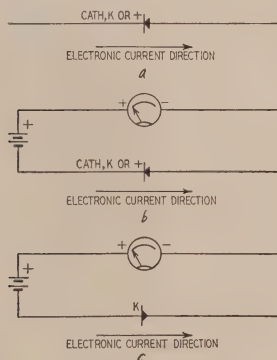 CATH, K OR +
ELECTRONIC CURRENT DIRECTION
a
+ −
+
CATH, K OR +
ELECTRONIC CURRENT DIRECTION
b
+ −
+
K
ELECTRONIC CURRENT DIRECTION
c